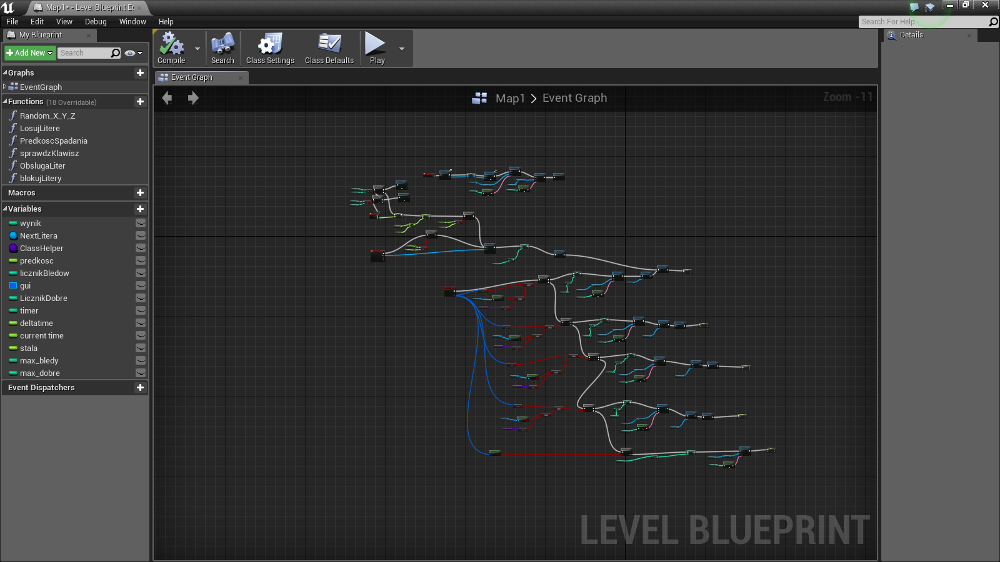 Map1* - Level Blueprint Ec
File Edit View Debug Window Help
Search For Help
My Blueprint
Details
Add New
Search
Compile
Search
Class Settings
Class Defaults
Play
Graphs
EventGraph
Functions (18 Overridable)
Random_X_Y_Z
LosujLitere
PredkoscSpadania
sprawdzKlawisz
ObslugaLiter
blokujLitery
Macros
Variables
wynik
NextLitera
ClassHelper
predkosc
licznikBledow
gui
LicznikDobre
timer
deltatime
current time
stala
max_bledy
max_dobre
Event Dispatchers
Event Graph
Map1 > Event Graph
Zoom -11
LEVEL BLUEPRINT